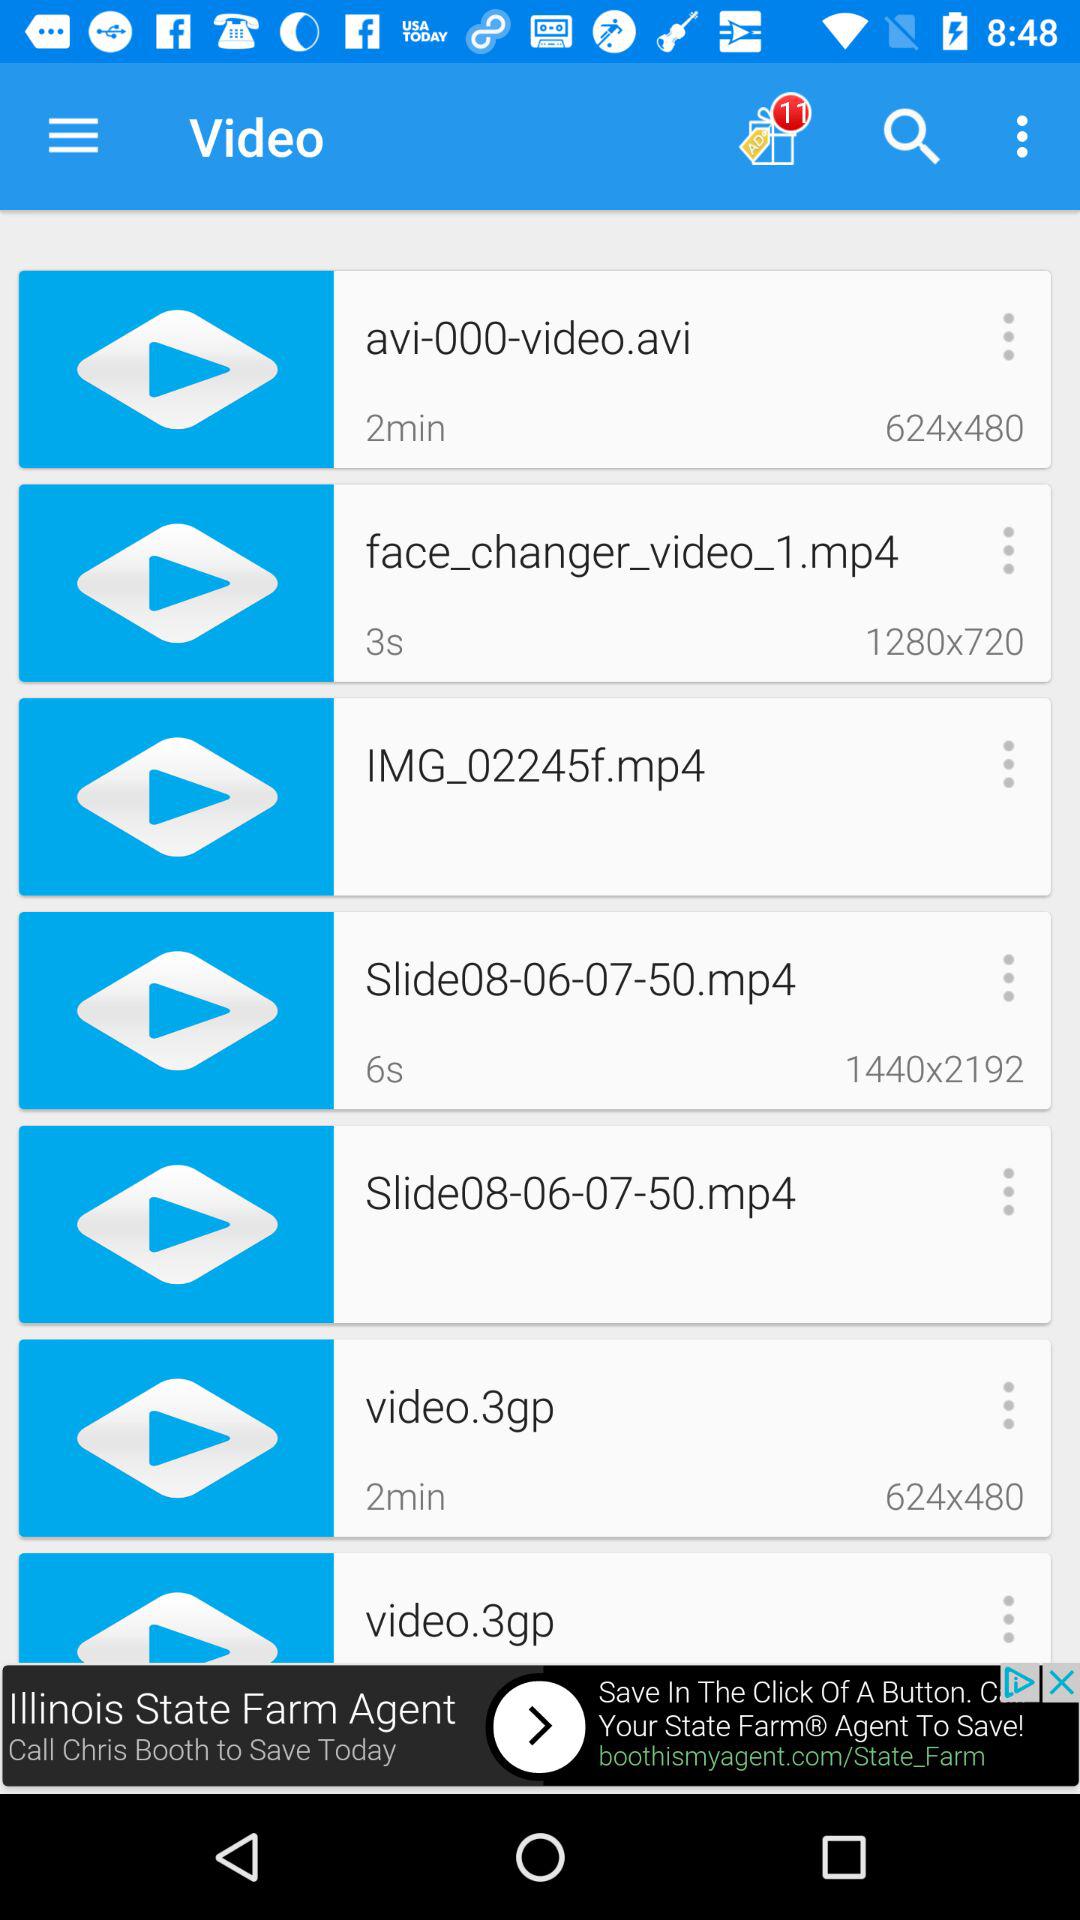 USA TODAY
8:48
Video
AD
11
avi-000-video.avi
2min
624x480
face_changer_video_1.mp4
3s
1280x720
IMG_02245f.mp4
Slide08-06-07-50.mp4
6s
1440x2192
Slide08-06-07-50.mp4
video.3gp
2min
624x480
video.3gp
Illinois State Farm Agent
Call Chris Booth to Save Today
Save In The Click Of A Button.
Your State Farm® Agent To Save!
boothismyagent.com/State_Farm